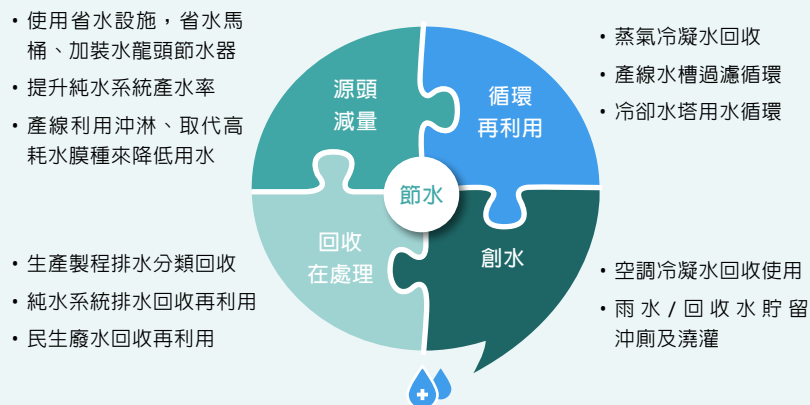 • 使用省水設施，省水馬
桶、加裝水龍頭節水器
• 提升純水系統產水率
• 產線利用沖淋、取代高
耗水膜種來降低用水
源頭
減量
循環
再利用
• 蒸氣冷凝水回收
• 產線水槽過濾循環
• 冷卻水塔用水循環
節水
• 生產製程排水分類回收
• 純水系統排水回收再利用
• 民生廢水回收再利用
回收
在處理
創水
• 空調冷凝水回收使用
• 雨水/回收水貯留
沖廁及澆灌